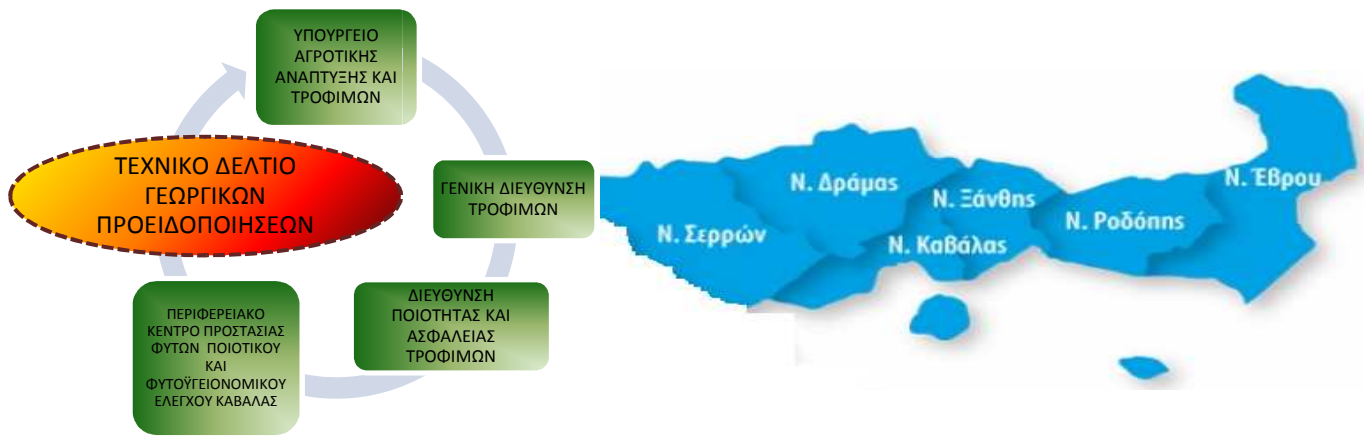 ΥΠΟΥΡΓΕΙΟ
ΑΓΡΟΤΙΚΗΣ
ΑΝΑΠΤΥΞΗΣ ΚΑΙ
ΤΡΟΦΙΜΩΝ
ΓΕΝΙΚΗ ΔΙΕΥΘΥΝΣΗ
ΤΡΟΦΙΜΩΝ
ΔΙΕΥΘΥΝΣΗ
ΠΟΙΟΤΗΤΑΣ ΚΑΙ
ΑΣΦΑΛΕΙΑΣ
ΤΡΟΦΙΜΩΝ
ΠΕΡΙΦΕΡΕΙΑΚΟ
ΚΕΝΤΡΟ ΠΡΟΣΤΑΣΙΑΣ
ΦΥΤΩΝ ΠΟΙΟΤΙΚΟΥ
ΚΑΙ
ΦΥΤΟΫΓΕΙΟΝΟΜΙΚΟΥ
ΕΛΕΓΧΟΥ ΚΑΒΑΛΑΣ
ΤΕΧΝΙΚΟ ΔΕΛΤΙΟ
ΓΕΩΡΓΙΚΩΝ
ΠΡΟΕΙΔΟΠΟΙΗΣΕΩΝ
Ν. Σερρών
Ν. Δράμας
Ν. Καβάλας
Ν. Ξάνθης
Ν. Ροδόπης
Ν. Έβρου